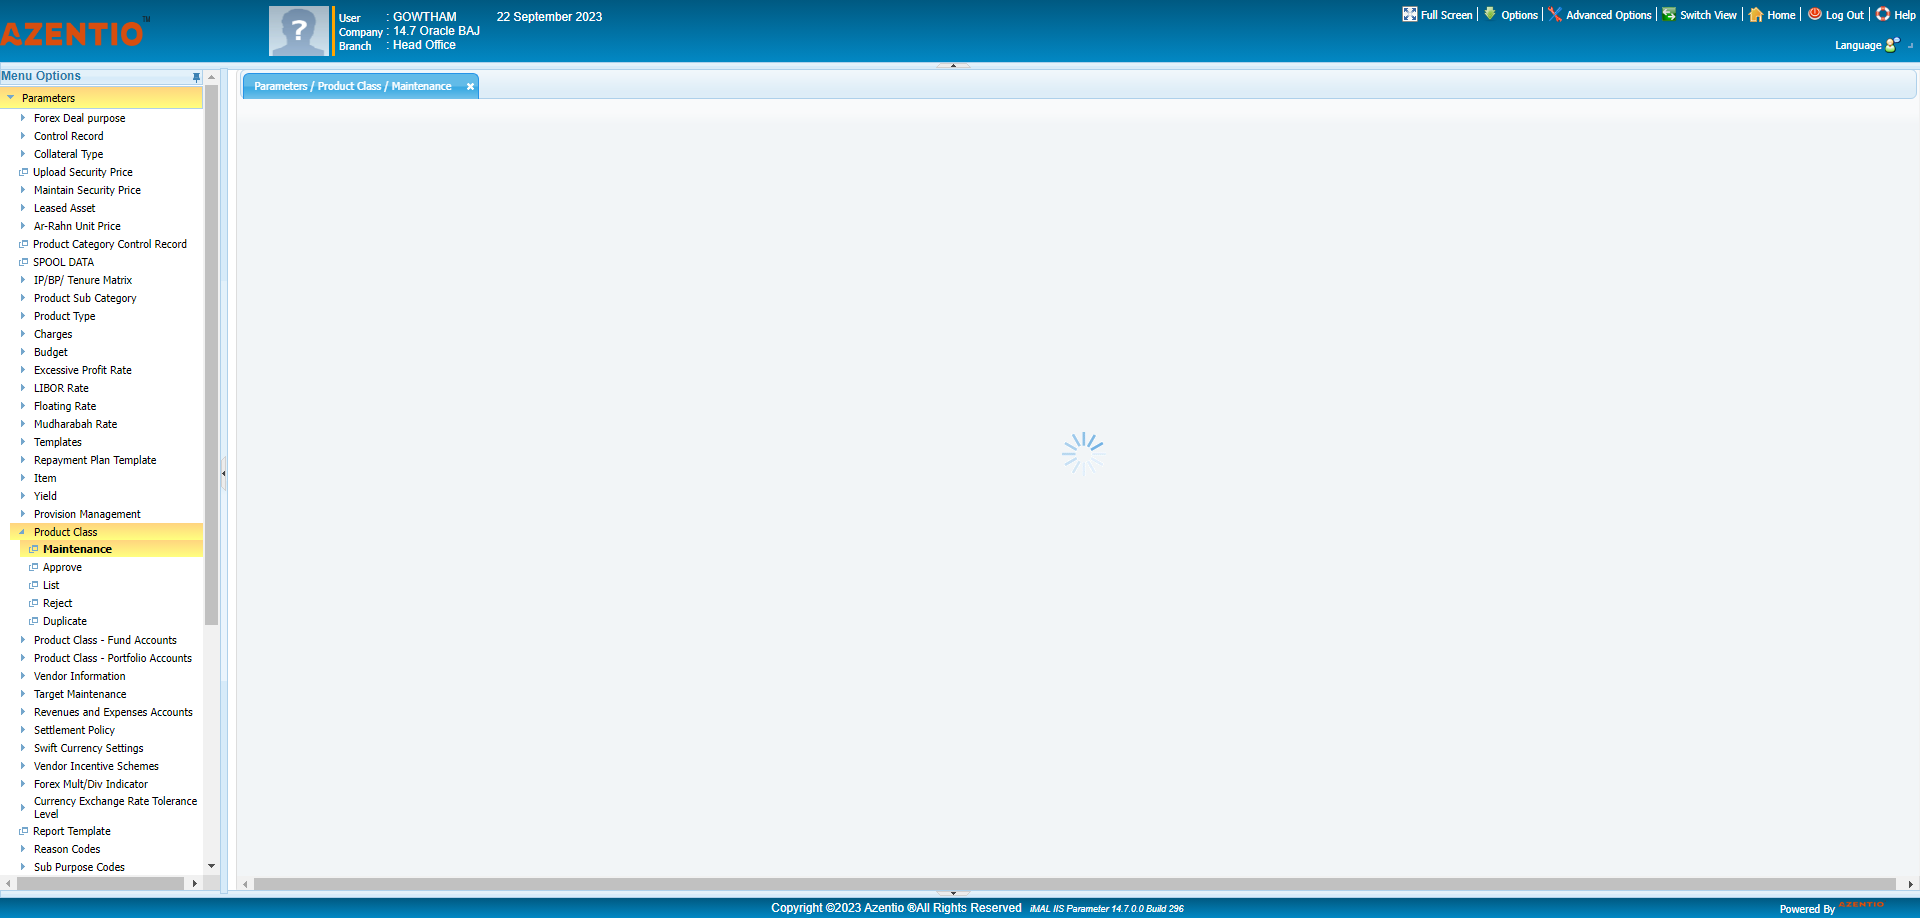 AZENTIO™
User : GOWTHAM 22 September 2023
Company : 14.7 Oracle BAJ
Branch : Head Office
Full Screen Options Advanced Options Switch View Home Log Out Help
Language
Menu Options
Parameters
Forex Deal purpose
Control Record
Collateral Type
Upload Security Price
Maintain Security Price
Leased Asset
Ar-Rahn Unit Price
Product Category Control Record
SPOOL DATA
IP/BP/ Tenure Matrix
Product Sub Category
Product Type
Charges
Budget
Excessive Profit Rate
LIBOR Rate
Floating Rate
Mudharabah Rate
Templates
Repayment Plan Template
Item
Yield
Provision Management
Product Class
Maintenance
Approve
List
Reject
Duplicate
Product Class - Fund Accounts
Product Class - Portfolio Accounts
Vendor Information
Target Maintenance
Revenues and Expenses Accounts
Settlement Policy
Swift Currency Settings
Vendor Incentive Schemes
Forex Mult/Div Indicator
Currency Exchange Rate Tolerance
Level
Report Template
Reason Codes
Sub Purpose Codes
Parameters / Product Class / Maintenance
Copyright ©2023 Azentio ®All Rights Reserved iMAL IIS Parameter 14.7.0.0 Build 296
Powered By AZENTIO